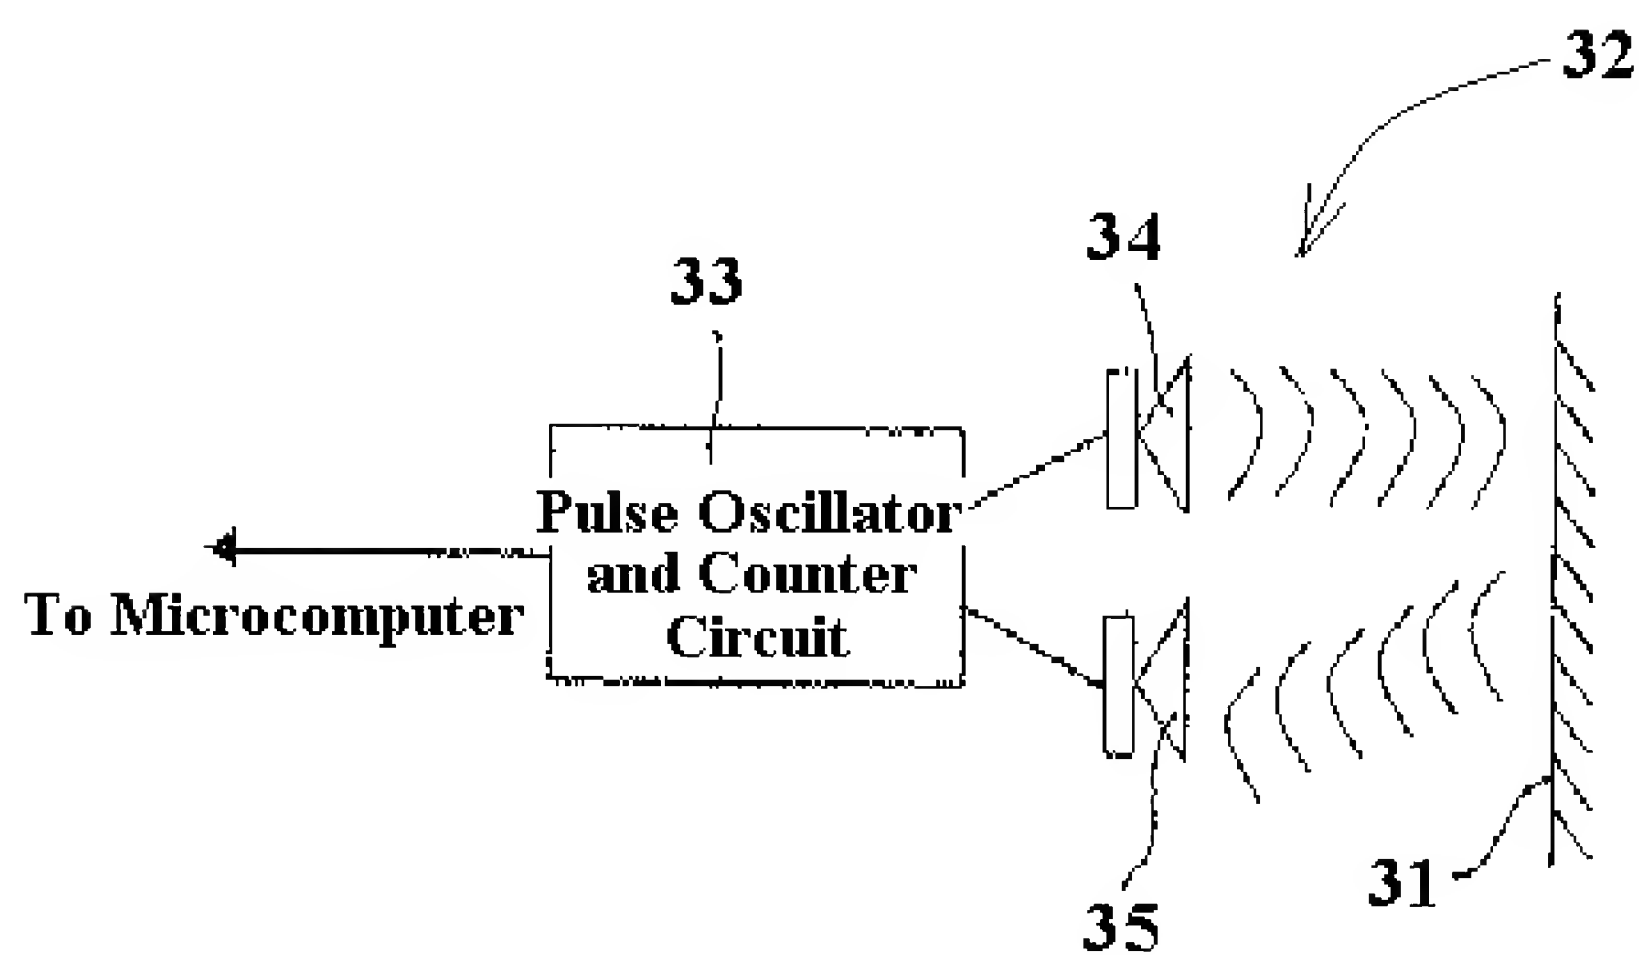 32
34
33
Pulse Oscillator
and Counter
Circuit
To Microcomputer
31
35